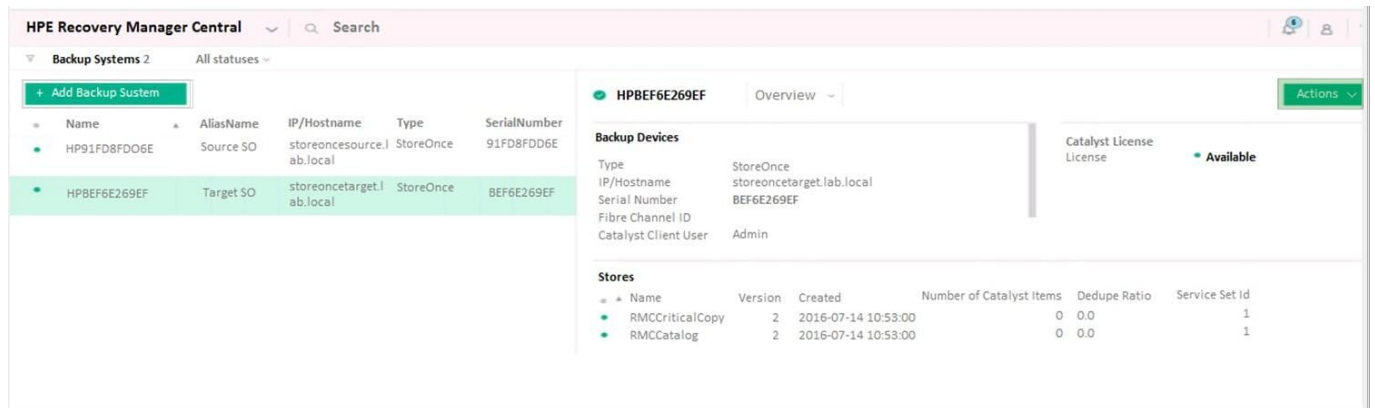 HPE Recovery Manager Central Search 6
Backup Systems 2 All statuses
+ Add Backup Sustem
HPBEF6E269EF Overview Actions
Name AliasName IP/Hostname Type SerialNumber
HP91FD8FDO6E Source SO storeoncesource.l StoreOnce 91FD8FDD6E
ab.local
HPBEF6E269EF Target SO storeoncetarget.l StoreOnce BEF6E269EF
ab.local
Backup Devices
Type StoreOnce
IP/Hostname storeoncetarget.lab.local
Serial Number BEF6E269EF
Fibre Channel ID
Catalyst Client User Admin
Catalyst License
License Available
Stores
Name Version Created Number of Catalyst Items Dedupe Ratio Service Set Id
RMCCriticalCopy 2 2016-07-14 10:53:00 0 0.0 1
RMCCatalog 2 2016-07-14 10:53:00 0 0.0 1